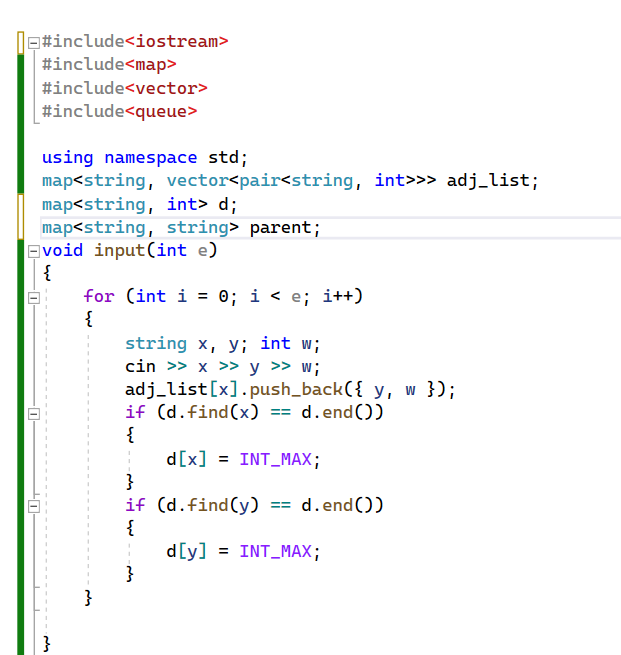 #include<iostream>
#include<map>
#include<vector>
#include<queue>

using namespace std;
map<string, vector<pair<string, int>>> adj_list;
map<string, int> d;
map<string, string> parent;
void input(int e)
{
    for (int i = 0; i < e; i++)
    {
        string x, y; int w;
        cin >> x >> y >> w;
        adj_list[x].push_back({ y, w });
        if (d.find(x) == d.end())
        {
            d[x] = INT_MAX;
        }
        if (d.find(y) == d.end())
        {
            d[y] = INT_MAX;
        }
    }

}